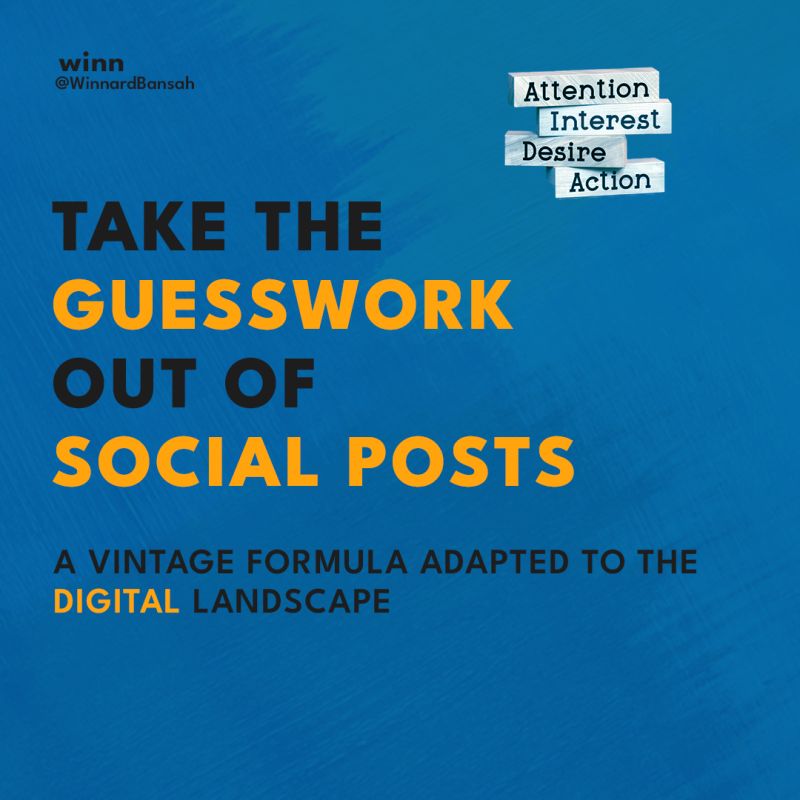 winn
@WinnardBansah
Attention
Interest
Desire
Action
TAKE THE
GUESSWORK
OUT OF
SOCIAL POSTS
A VINTAGE FORMULA ADAPTED TO THE
DIGITAL LANDSCAPE